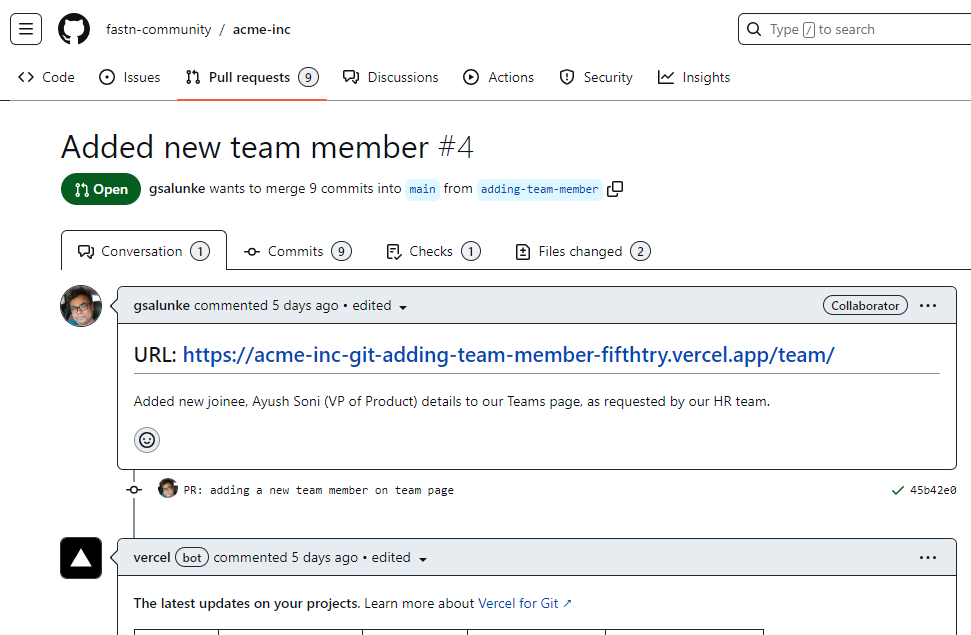 fastn-community / acme-inc
Type / to search
Code Issues Pull requests 9 Discussions Actions Security Insights
Added new team member #4
Open gsalunke wants to merge 9 commits into main from adding-team-member
Conversation 1 Commits 9 Checks 1 Files changed 2
gsalunke commented 5 days ago • edited Collaborator
URL: https://acme-inc-git-adding-team-member-fifthtry.vercel.app/team/
Added new joinee, Ayush Soni (VP of Product) details to our Teams page, as requested by our HR team.
PR: adding a new team member on team page 45b42e0
vercel bot commented 5 days ago • edited
The latest updates on your projects. Learn more about Vercel for Git ↗